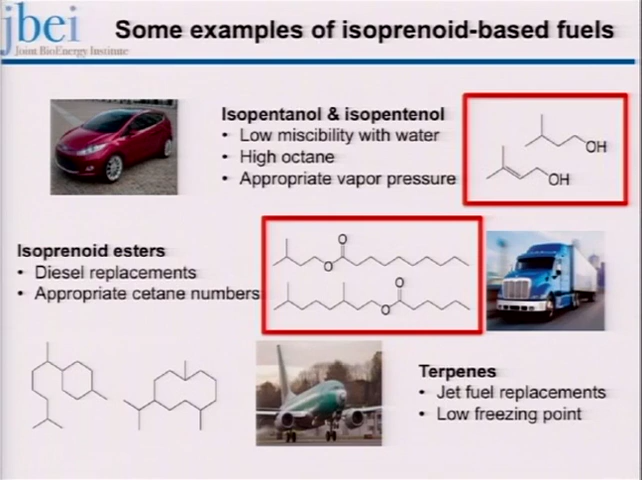 jbei
Joint BioEnergy Institute
Some examples of isoprenoid-based fuels
Isopentanol & isopentenol
• Low miscibility with water
• High octane
• Appropriate vapor pressure
OH
OH
Isoprenoid esters
• Diesel replacements
• Appropriate cetane numbers
O
O
O
O
Terpenes
• Jet fuel replacements
• Low freezing point